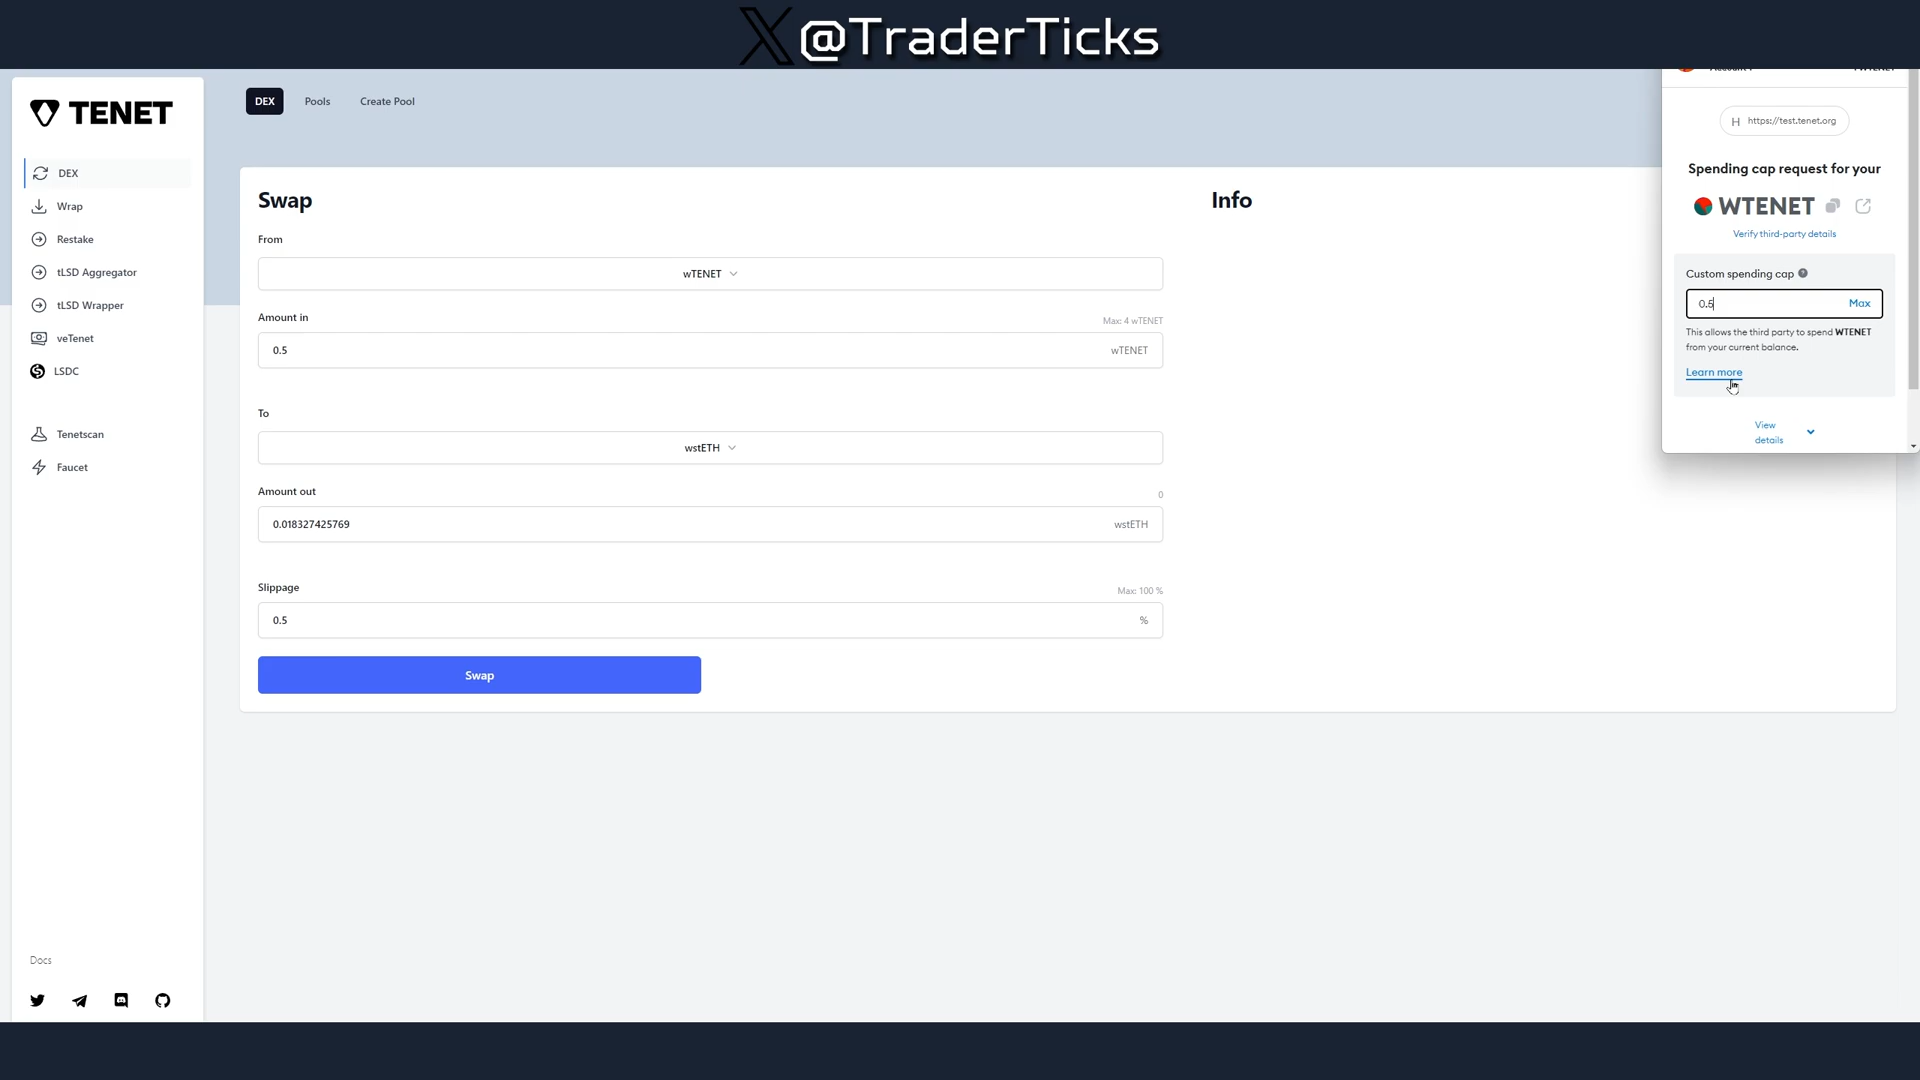 X@TraderTicks
TENET
DEX
Wrap
Restake
tLSD Aggregator
tLSD Wrapper
veTenet
LSDC
Tenetscan
Faucet
Docs
DEX
Pools
Create Pool
Swap
From
wTENET
Amount in
Max: 4 wTENET
0.5
wTENET
To
wstETH
Amount out
0
0.018327425769
wstETH
Slippage
Max: 100 %
0.5
%
Swap
Info
H https://test.tenet.org
Spending cap request for your
WTENET
Verify third-party details
Custom spending cap
0.5
Max
This allows the third party to spend WTENET
from your current balance.
Learn more
View
details